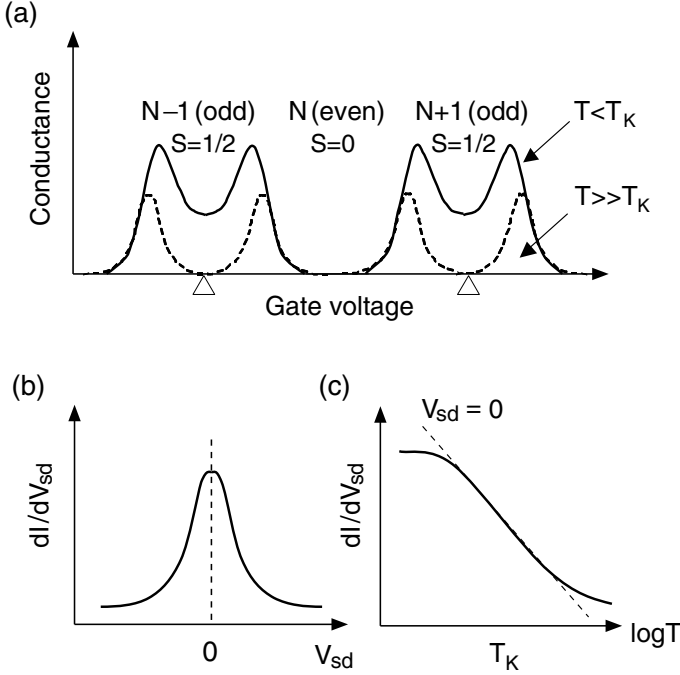 (a)
Conductance
N−1 (odd) N (even) N+1 (odd)
S=1/2 S=0 S=1/2
T<T_K
T>>T_K
Gate voltage
(b)
dI/dV_sd
0 V_sd
(c)
V_sd = 0
dI/dV_sd
T_K logT